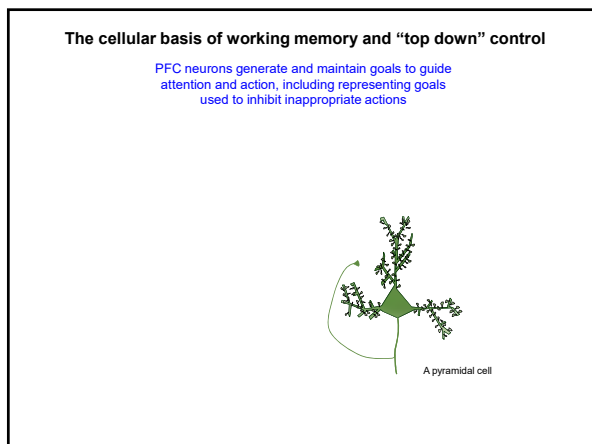 The cellular basis of working memory and “top down” control
PFC neurons generate and maintain goals to guide
attention and action, including representing goals
used to inhibit inappropriate actions
A pyramidal cell